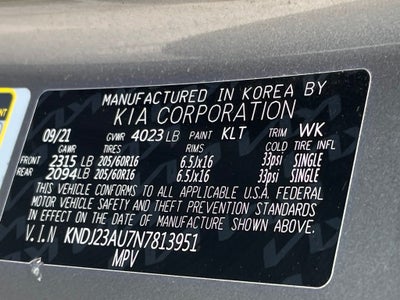 MANUFACTURED IN KOREA BY
KIA CORPORATION
09/21 GVWR 4023 LB PAINT KLT TRIM WK
GAWR TIRES RIMS COLD TIRE INFL
FRONT 2315 LB 205/60R16 6.5Jx16 33psi SINGLE
REAR 2094 LB 205/60R16 6.5Jx16 33psi SINGLE
THIS VEHICLE CONFORMS TO ALL APPLICABLE U.S.A. FEDERAL
MOTOR VEHICLE SAFETY AND THEFT PREVENTION STANDARDS
IN EFFECT ON THE DATE OF MANUFACTURE SHOWN ABOVE.
V.I.N KNDJ23AU7N7813951
MPV